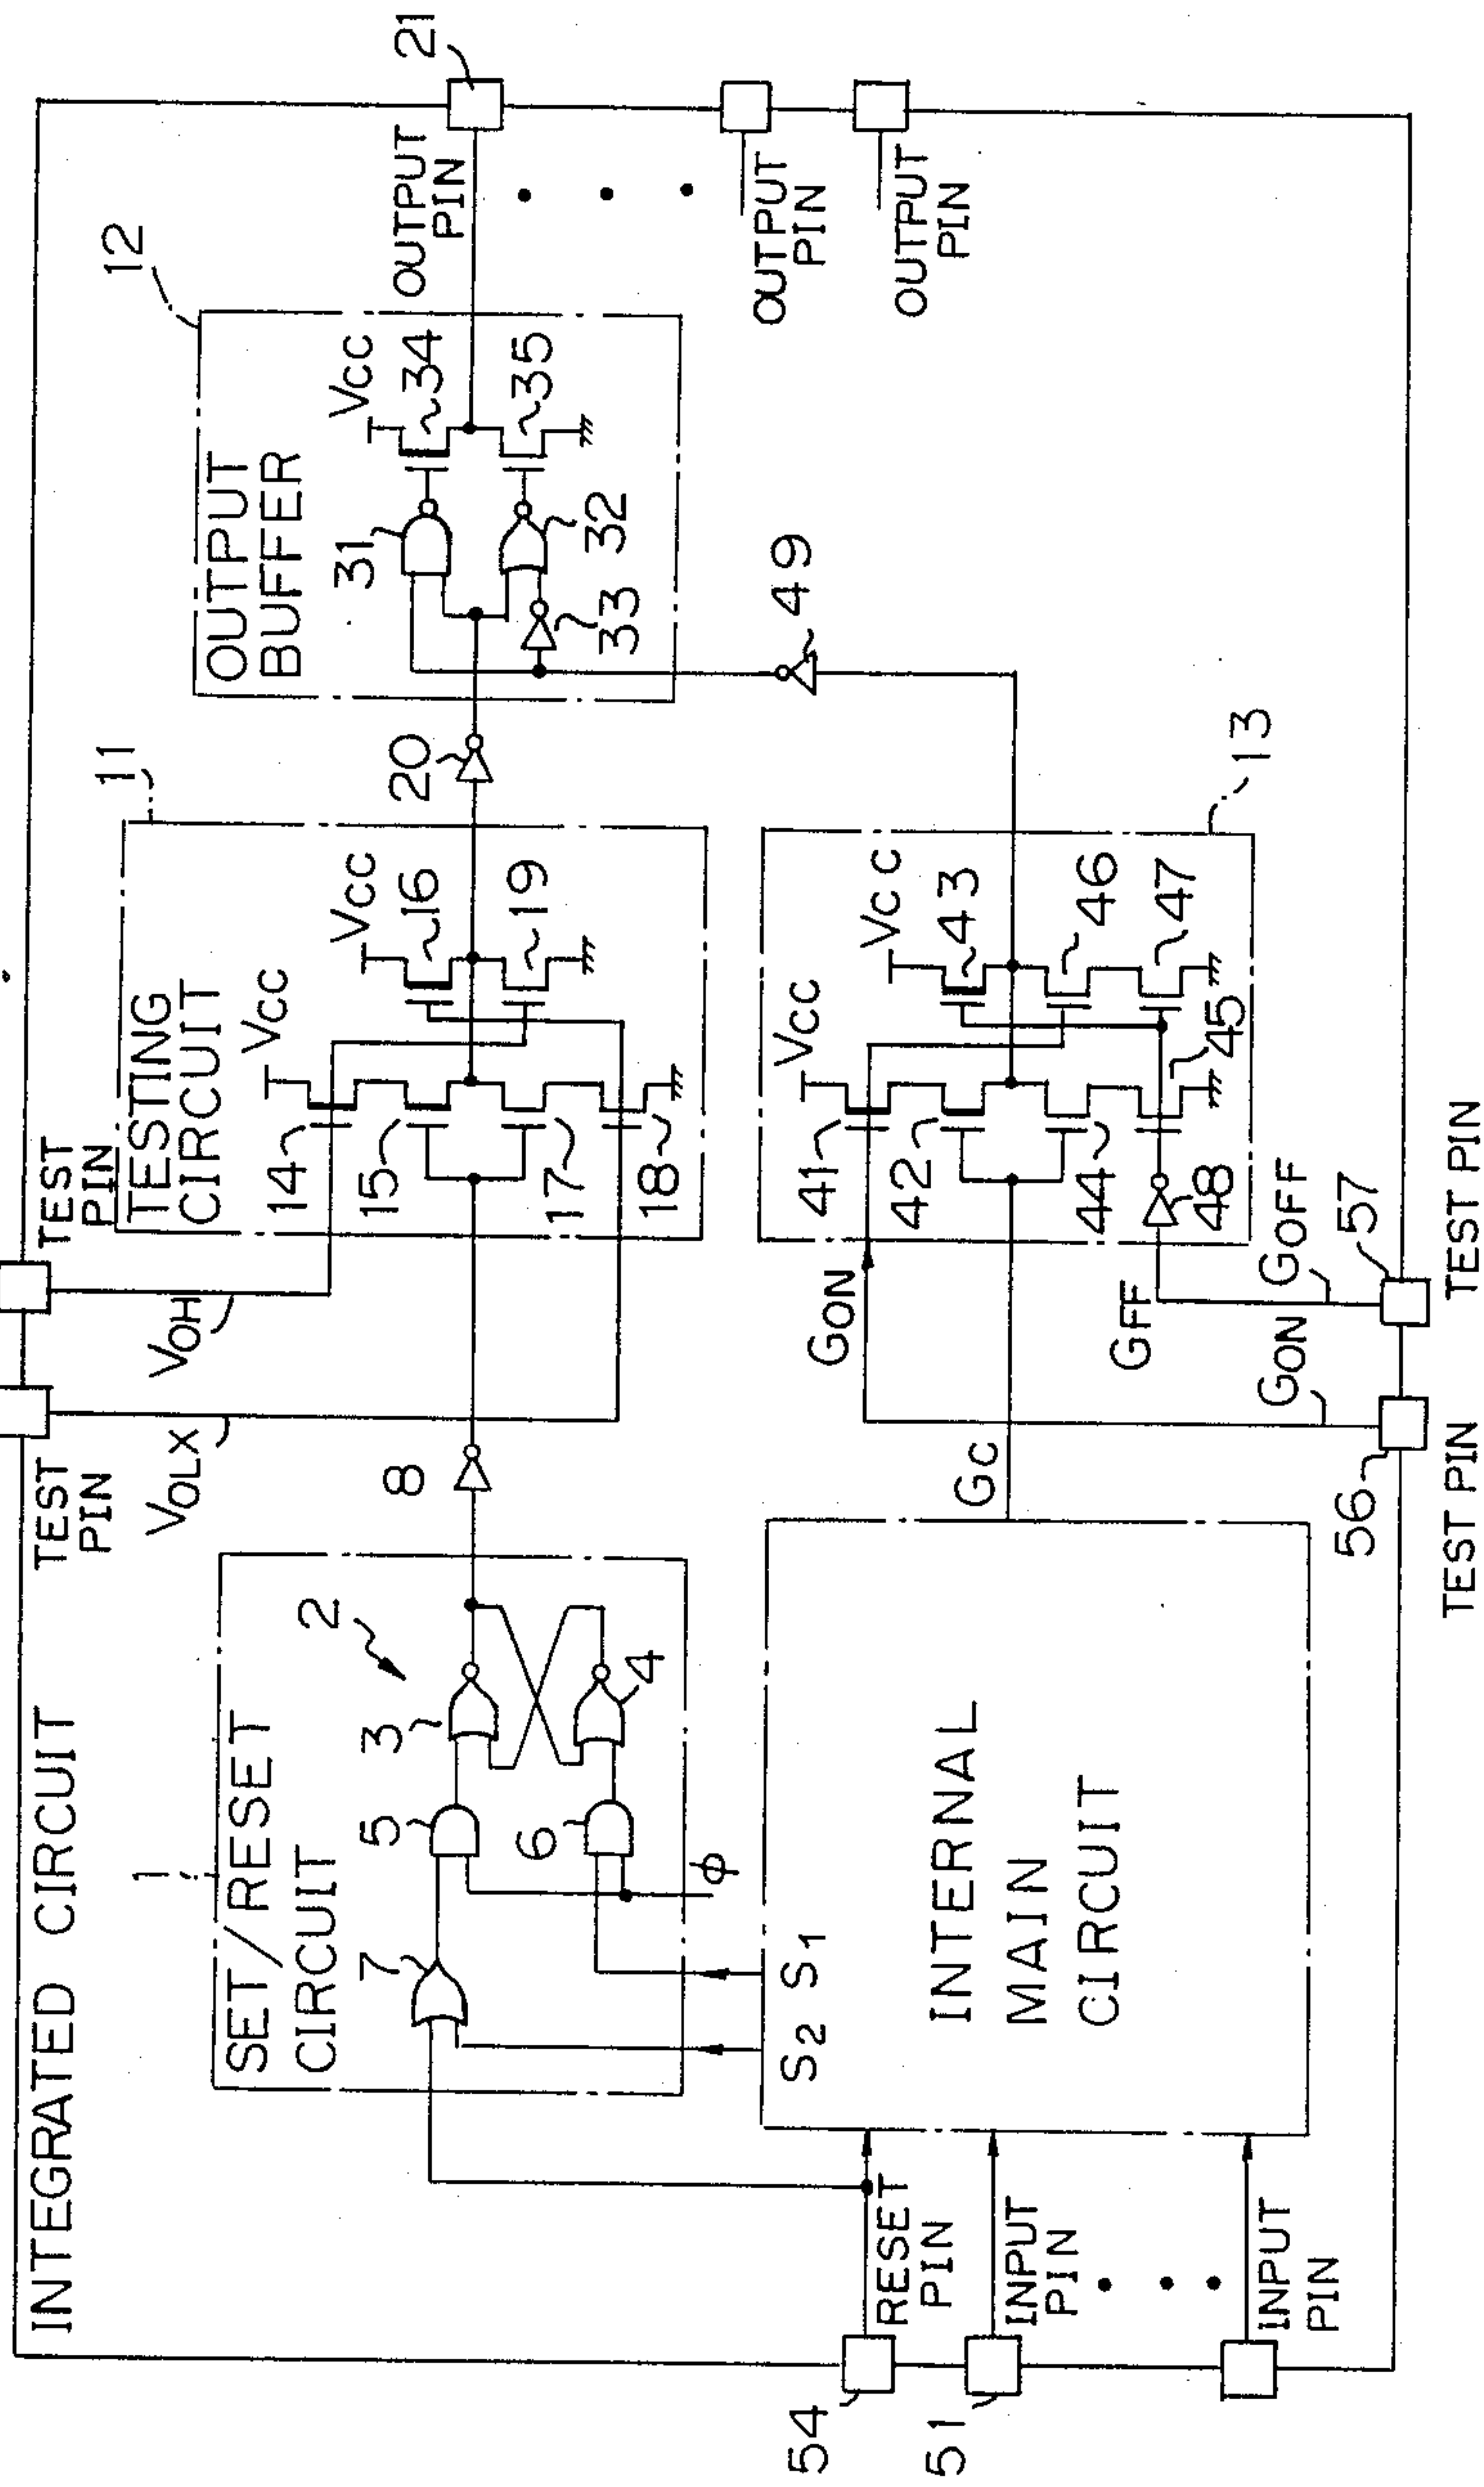 INTEGRATED CIRCUIT
TEST
PIN
VOLX
TEST
PIN
VOH
1
SET/RESET
CIRCUIT
2
3
4
5
6
7
φ
S2
S1
8
11
TESTING
CIRCUIT
VCC
VCC
14
15
16
17
18
19
20
12
OUTPUT
BUFFER
VCC
31
32
33
34
35
OUTPUT
PIN
21
OUTPUT
PIN
OUTPUT
PIN
49
13
VCC
VCC
41
42
43
44
45
46
47
48
GON
GC
GFF
GOFF
GON
INTERNAL
MAIN
CIRCUIT
54
RESET
PIN
51
INPUT
PIN
INPUT
PIN
56
TEST PIN
57
TEST PIN